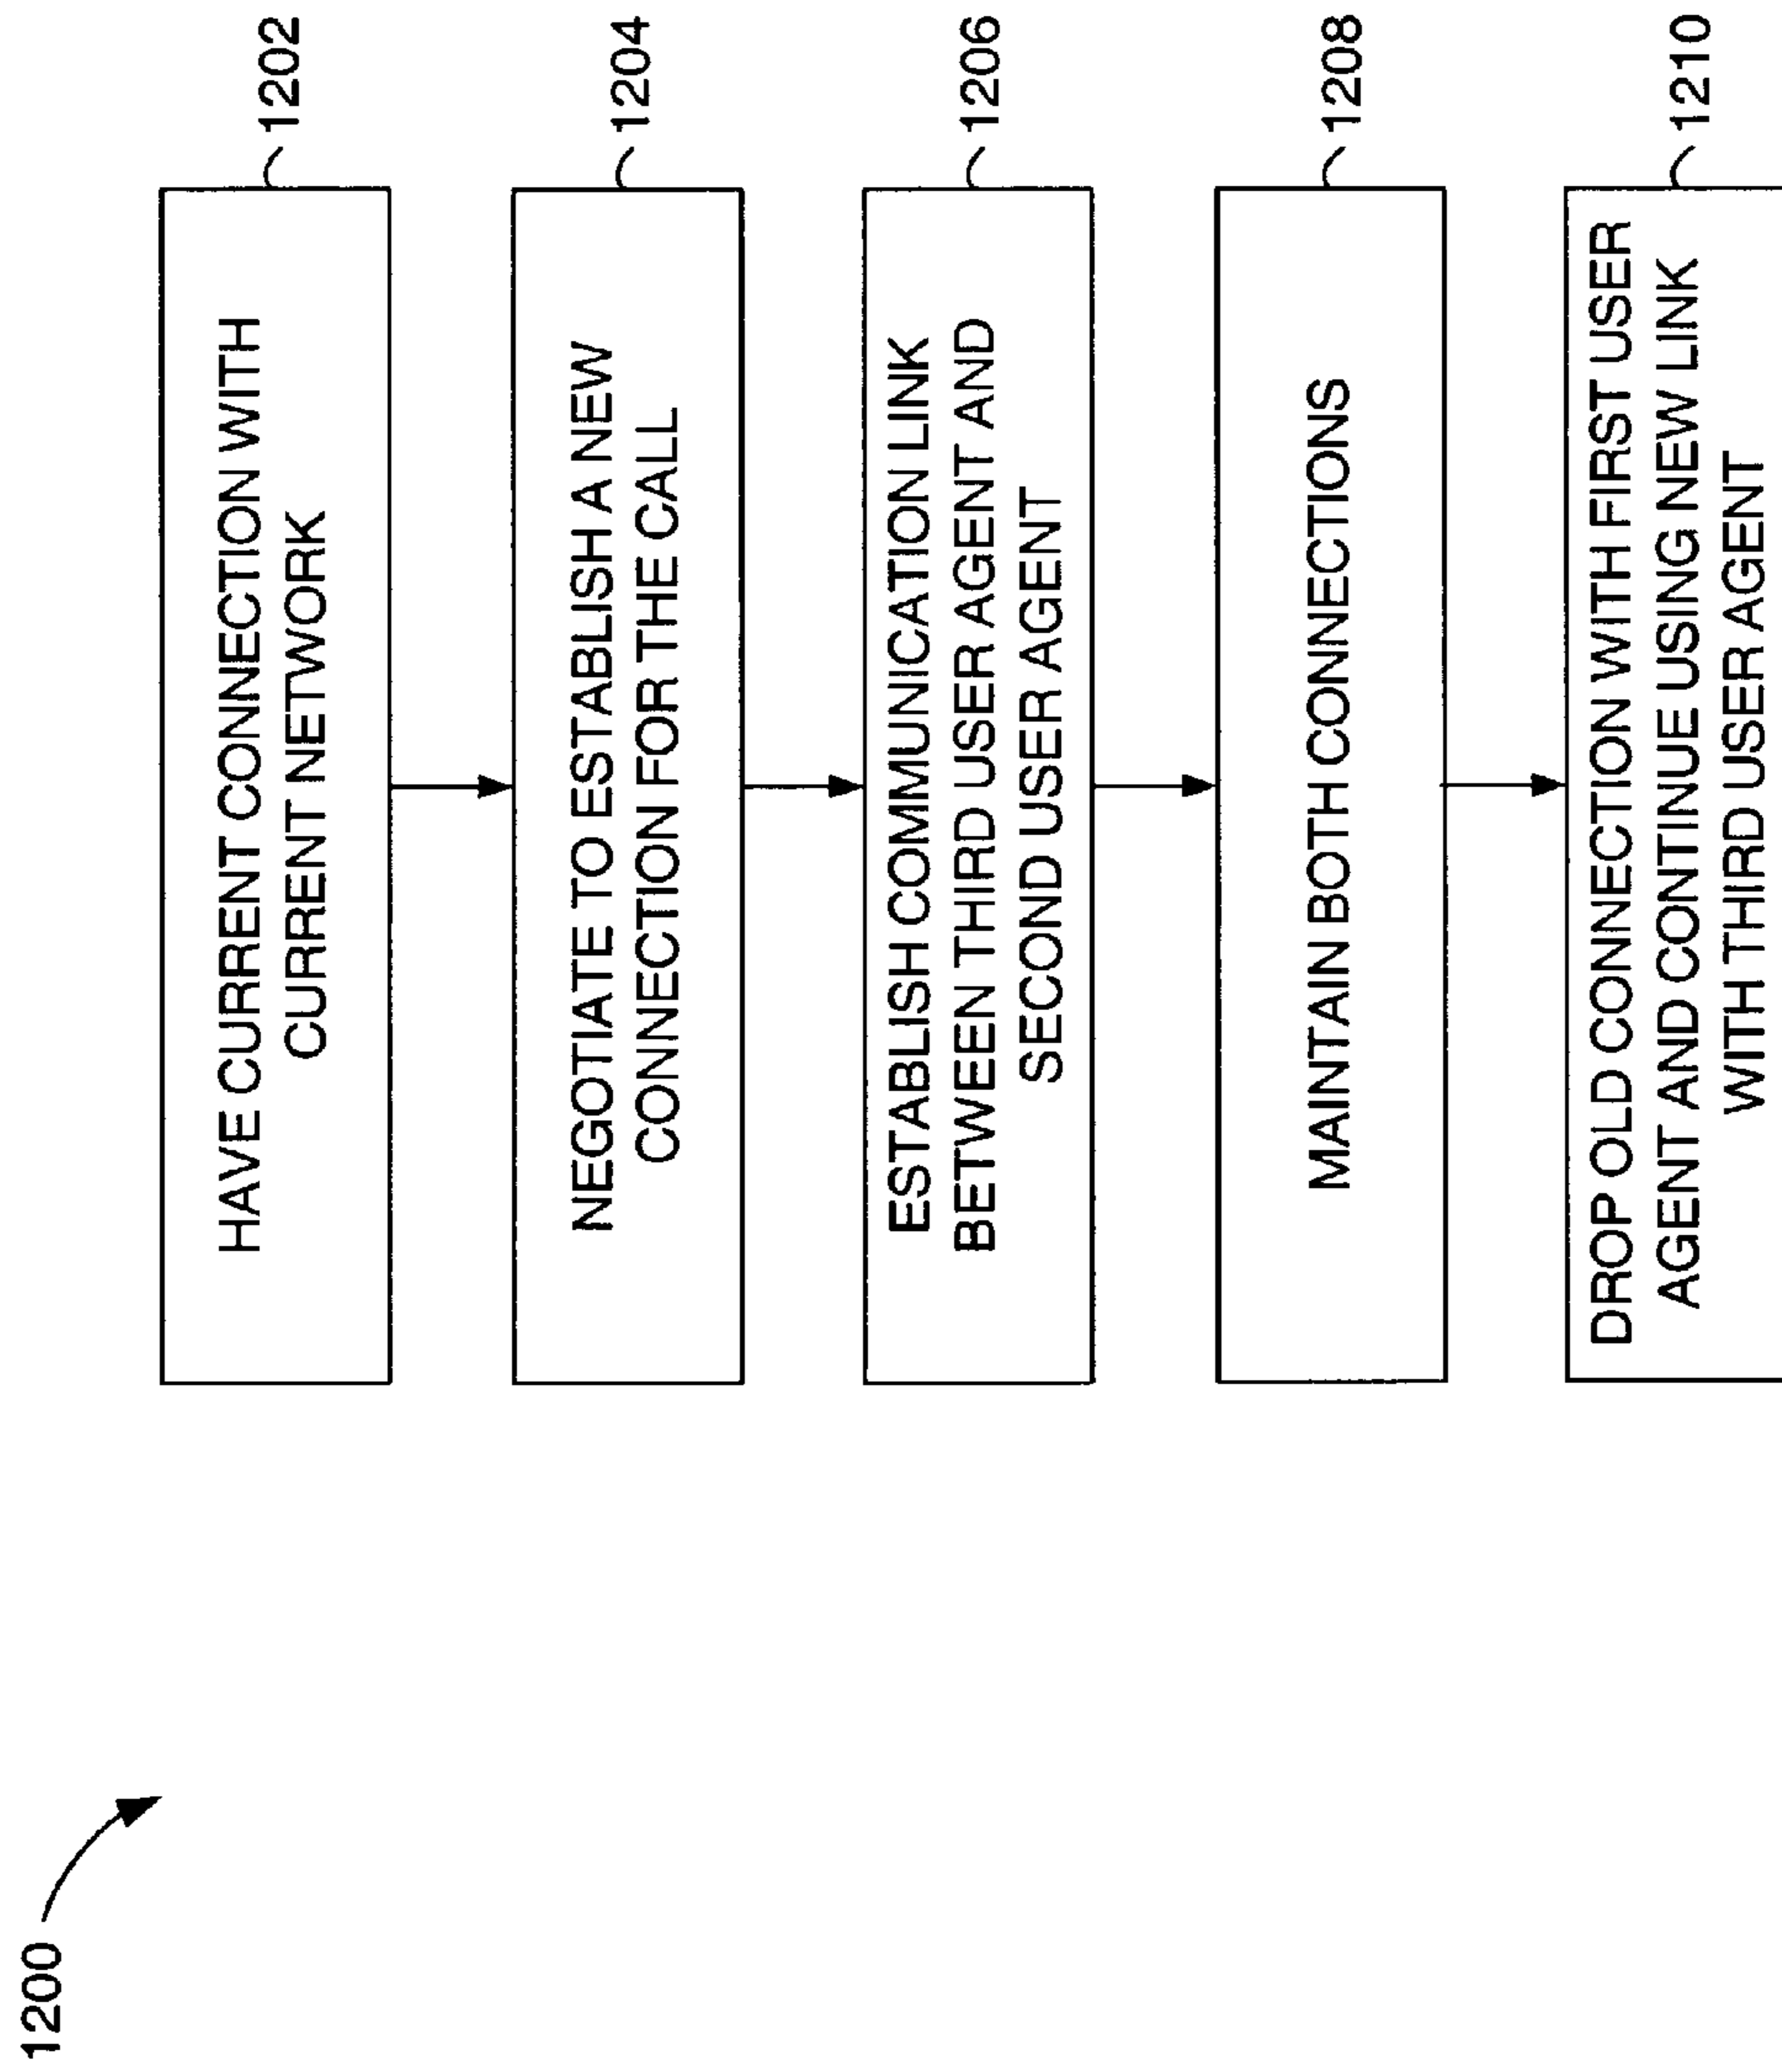 1200
HAVE CURRENT CONNECTION WITH
CURRENT NETWORK
1202
NEGOTIATE TO ESTABLISH A NEW
CONNECTION FOR THE CALL
1204
ESTABLISH COMMUNICATION LINK
BETWEEN THIRD USER AGENT AND
SECOND USER AGENT
1206
MAINTAIN BOTH CONNECTIONS
1208
DROP OLD CONNECTION WITH FIRST USER
AGENT AND CONTINUE USING NEW LINK
WITH THIRD USER AGENT
1210